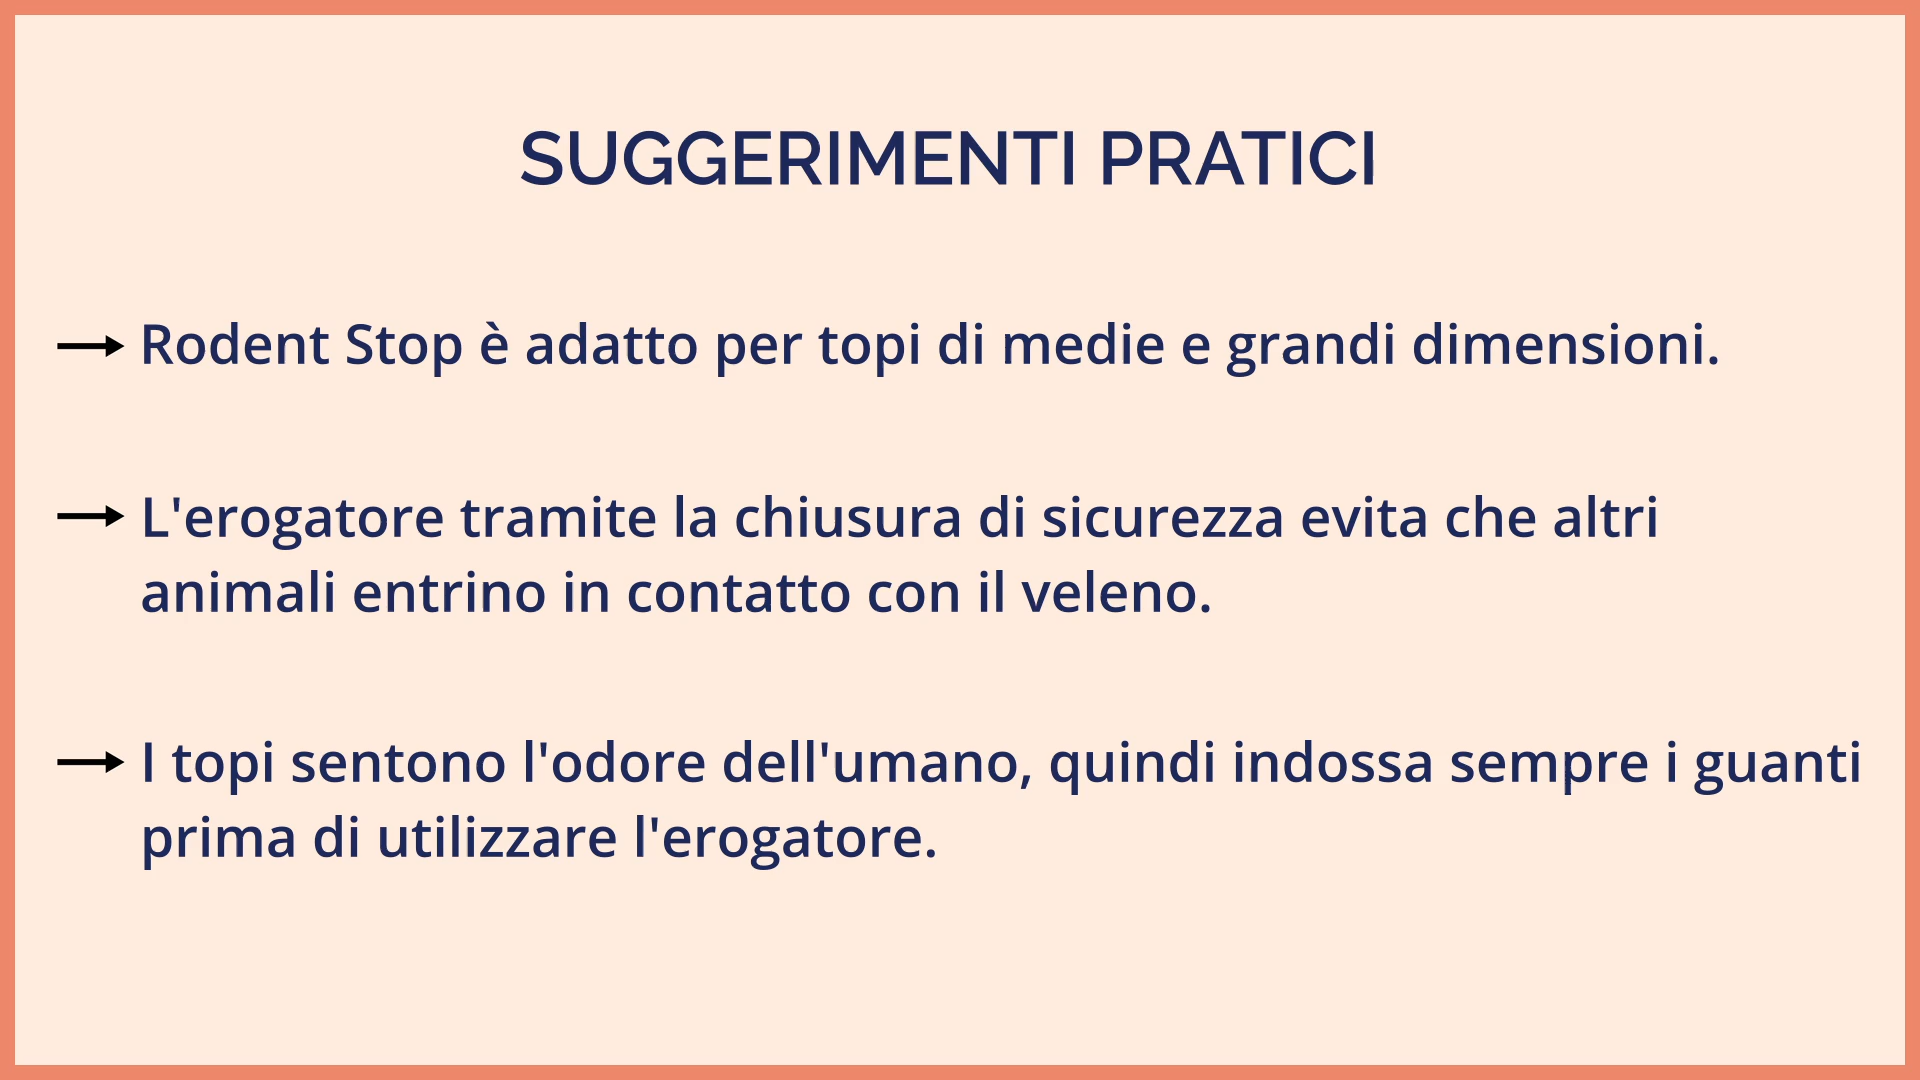 SUGGERIMENTI PRATICI
Rodent Stop è adatto per topi di medie e grandi dimensioni.
L'erogatore tramite la chiusura di sicurezza evita che altri
animali entrino in contatto con il veleno.
I topi sentono l'odore dell'umano, quindi indossa sempre i guanti
prima di utilizzare l'erogatore.